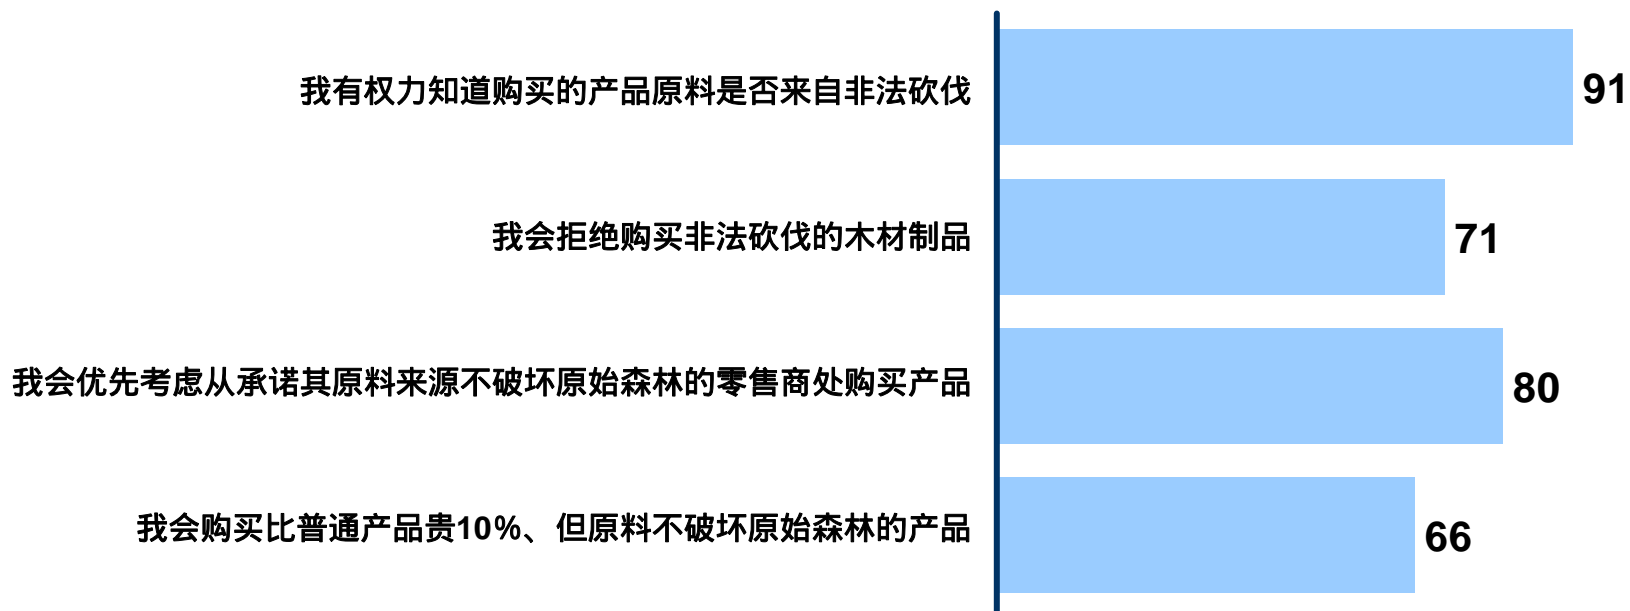 我有权力知道购买的产品原料是否来自非法砍伐
91
我会拒绝购买非法砍伐的木材制品
71
我会优先考虑从承诺其原料来源不破坏原始森林的零售商处购买产品
80
我会购买比普通产品贵10%、但原料不破坏原始森林的产品
66